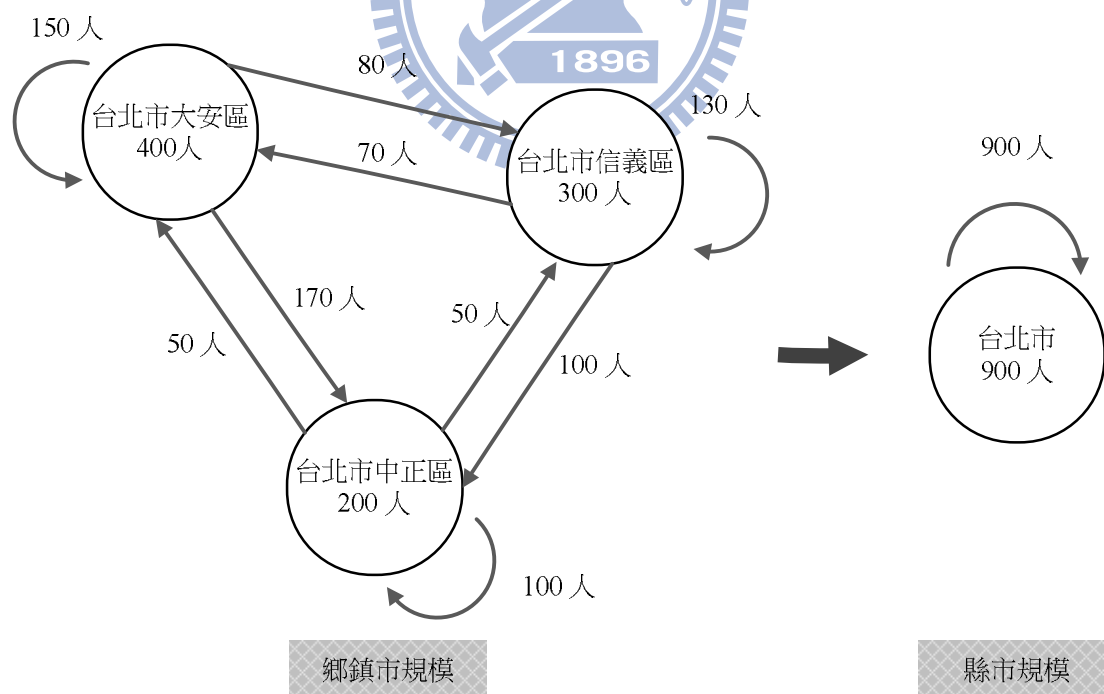 150 人
80 人
1896
台北市大安區
400人
130 人
70 人
台北市信義區
300 人
900 人
170 人
50 人
50 人
100 人
台北市
900 人
台北市中正區
200 人
100 人
鄉鎮市規模
縣市規模